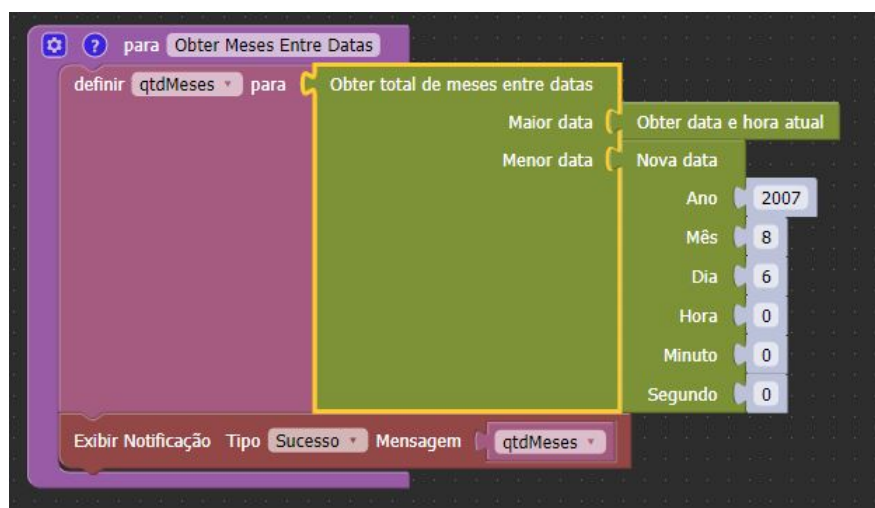 ? para Obter Meses Entre Datas
definir qtdMeses para Obter total de meses entre datas
Maior data Obter data e hora atual
Menor data Nova data
Ano 2007
Mês 8
Dia 6
Hora 0
Minuto 0
Segundo 0
Exibir Notificação Tipo Sucesso Mensagem qtdMeses